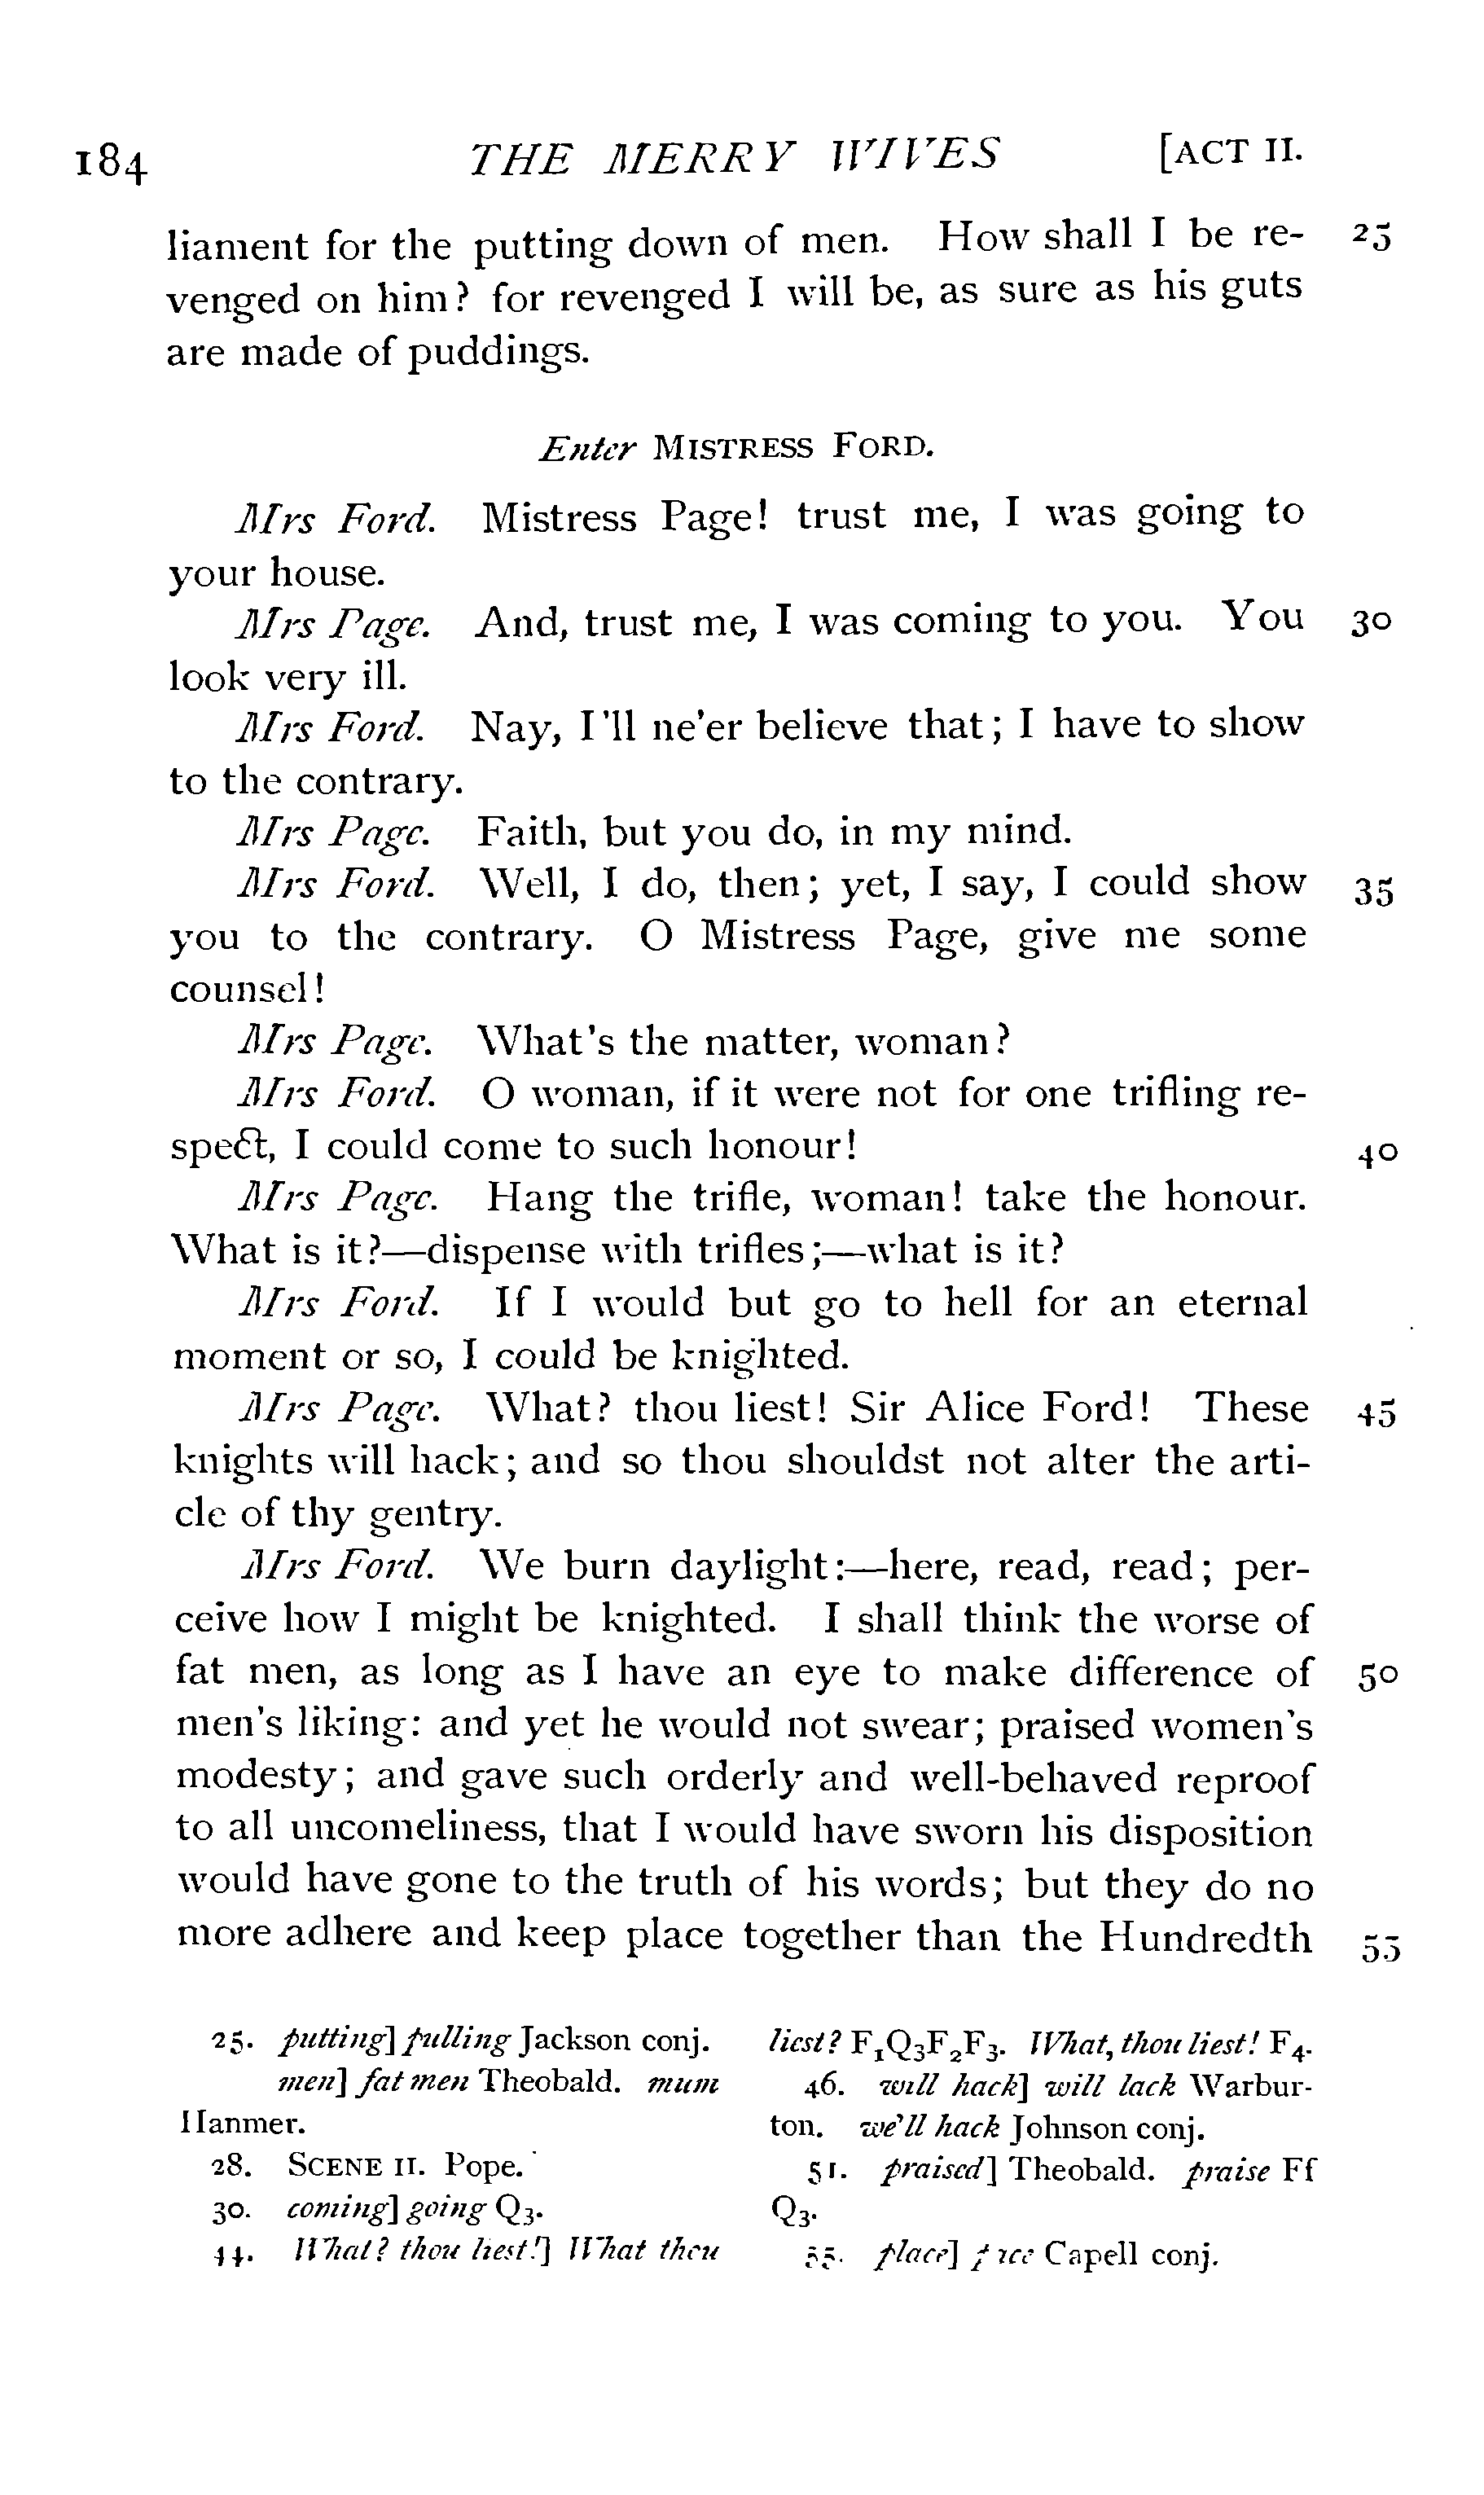 184 THE MERRY WIVES [ACT II.
liament for the putting down of men. How shall I be re- 25
venged on him? for revenged I will be, as sure as his guts
are made of puddings.
Enter MISTRESS FORD.
Mrs Ford. Mistress Page! trust me, I was going to
your house.
Mrs Page. And, trust me, I was coming to you. You 30
look very ill.
Mrs Ford. Nay, I'll ne'er believe that; I have to show
to the contrary.
Mrs Page. Faith, but you do, in my mind.
Mrs Ford. Well, I do, then; yet, I say, I could show 35
you to the contrary. O Mistress Page, give me some
counsel!
Mrs Page. What's the matter, woman?
Mrs Ford. O woman, if it were not for one trifling re-
spect, I could come to such honour! 40
Mrs Page. Hang the trifle, woman! take the honour.
What is it?—dispense with trifles;—what is it?
Mrs Ford. If I would but go to hell for an eternal
moment or so, I could be knighted.
Mrs Page. What? thou liest! Sir Alice Ford! These 45
knights will hack; and so thou shouldst not alter the arti-
cle of thy gentry.
Mrs Ford. We burn daylight:—here, read, read; per-
ceive how I might be knighted. I shall think the worse of
fat men, as long as I have an eye to make difference of 50
men's liking: and yet he would not swear; praised women's
modesty; and gave such orderly and well-behaved reproof
to all uncomeliness, that I would have sworn his disposition
would have gone to the truth of his words; but they do no
more adhere and keep place together than the Hundredth 55
25. putting] pulling Jackson conj.
men] fat men Theobald. mum
Hanmer.
28. SCENE II. Pope.
30. coming] going Q3.
44. What? thou liest!] What thou
liest? F1Q3F2F3. What, thou liest! F4.
46. will hack] will lack Warbur-
ton. we'll hack Johnson conj.
51. praised] Theobald. praise Ff
Q3.
55. place] pace Capell conj.